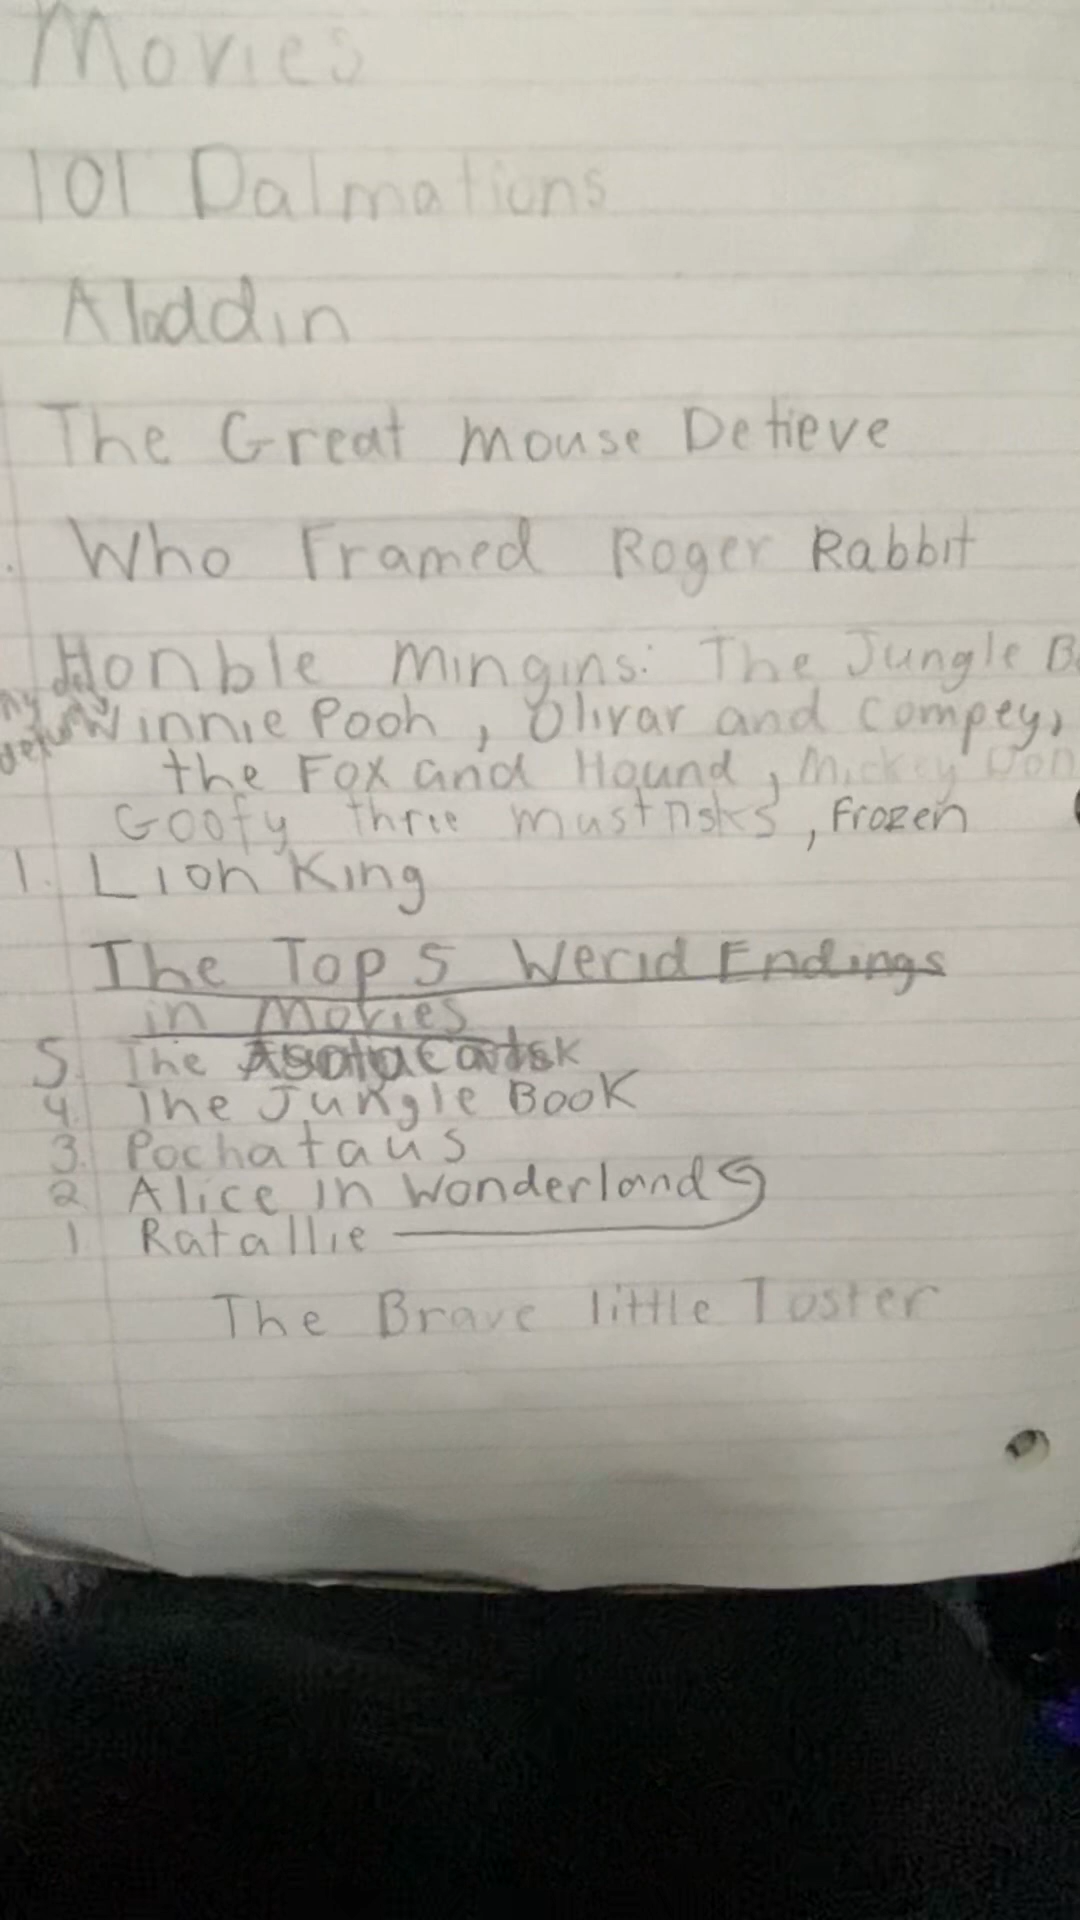 Movies
101 Dalmations
Aladdin
The Great mouse Detieve
Who Framed Roger Rabbit
Honble mingins: The Jungle B
my
Winnie Pooh, Olivar and compey,
the Fox and Hound, Mickey Don
Goofy three mustrisks, Frozen
1. Lion King
The Top 5 Werid Endings
in Movies
5. The
4. The Jungle Book
3. Pochataus
2 Alice in Wonderland
1 Ratallie
The Brave little Toster